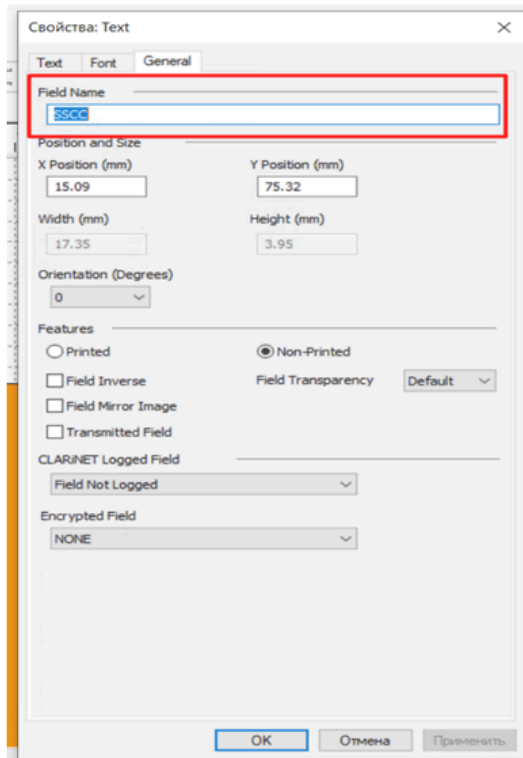 Свойства: Text
Text Font General
Field Name
SSCC
Position and Size
X Position (mm) Y Position (mm)
15.09 75.32
Width (mm) Height (mm)
17.35 3.95
Orientation (Degrees)
0
Features
Printed Non-Printed
Field Inverse Field Transparency Default
Field Mirror Image
Transmitted Field
CLARiNET Logged Field
Field Not Logged
Encrypted Field
NONE
OK Отмена Применить